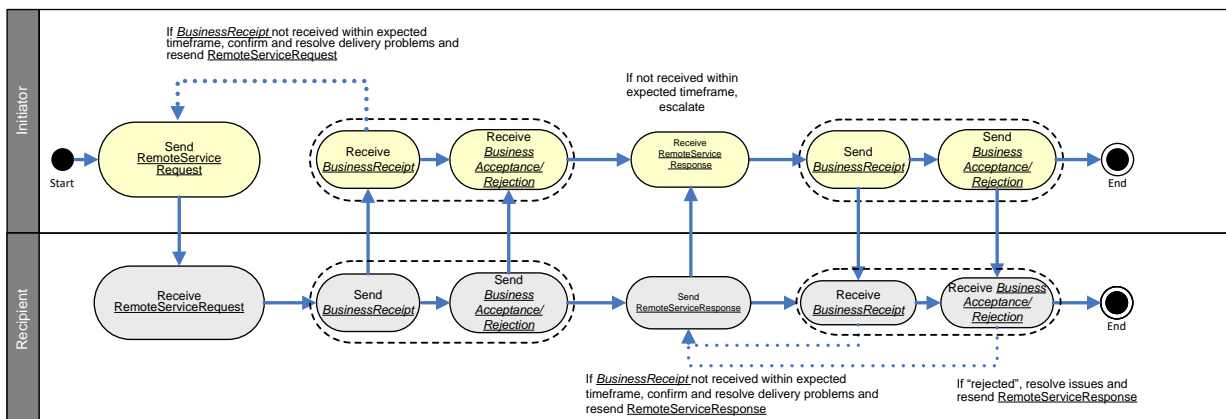 If BusinessReceipt not received within expected
timeframe, confirm and resolve delivery problems and
resend RemoteServiceRequest
If not received within
expected timeframe,
escalate
Initiator
Start
Send
RemoteService
Request
Receive
BusinessReceipt
Receive
Business
Acceptance/
Rejection
Receive
RemoteService
Response
Send
BusinessReceipt
Send
Business
Acceptance/
Rejection
End
Recipient
Receive
RemoteServiceRequest
Send
BusinessReceipt
Send
Business
Acceptance/
Rejection
Send
RemoteServiceResponse
Receive
BusinessReceipt
Receive Business
Acceptance/
Rejection
End
If BusinessReceipt not received within expected
timeframe, confirm and resolve delivery problems and
resend RemoteServiceResponse
If “rejected”, resolve issues and
resend RemoteServiceResponse